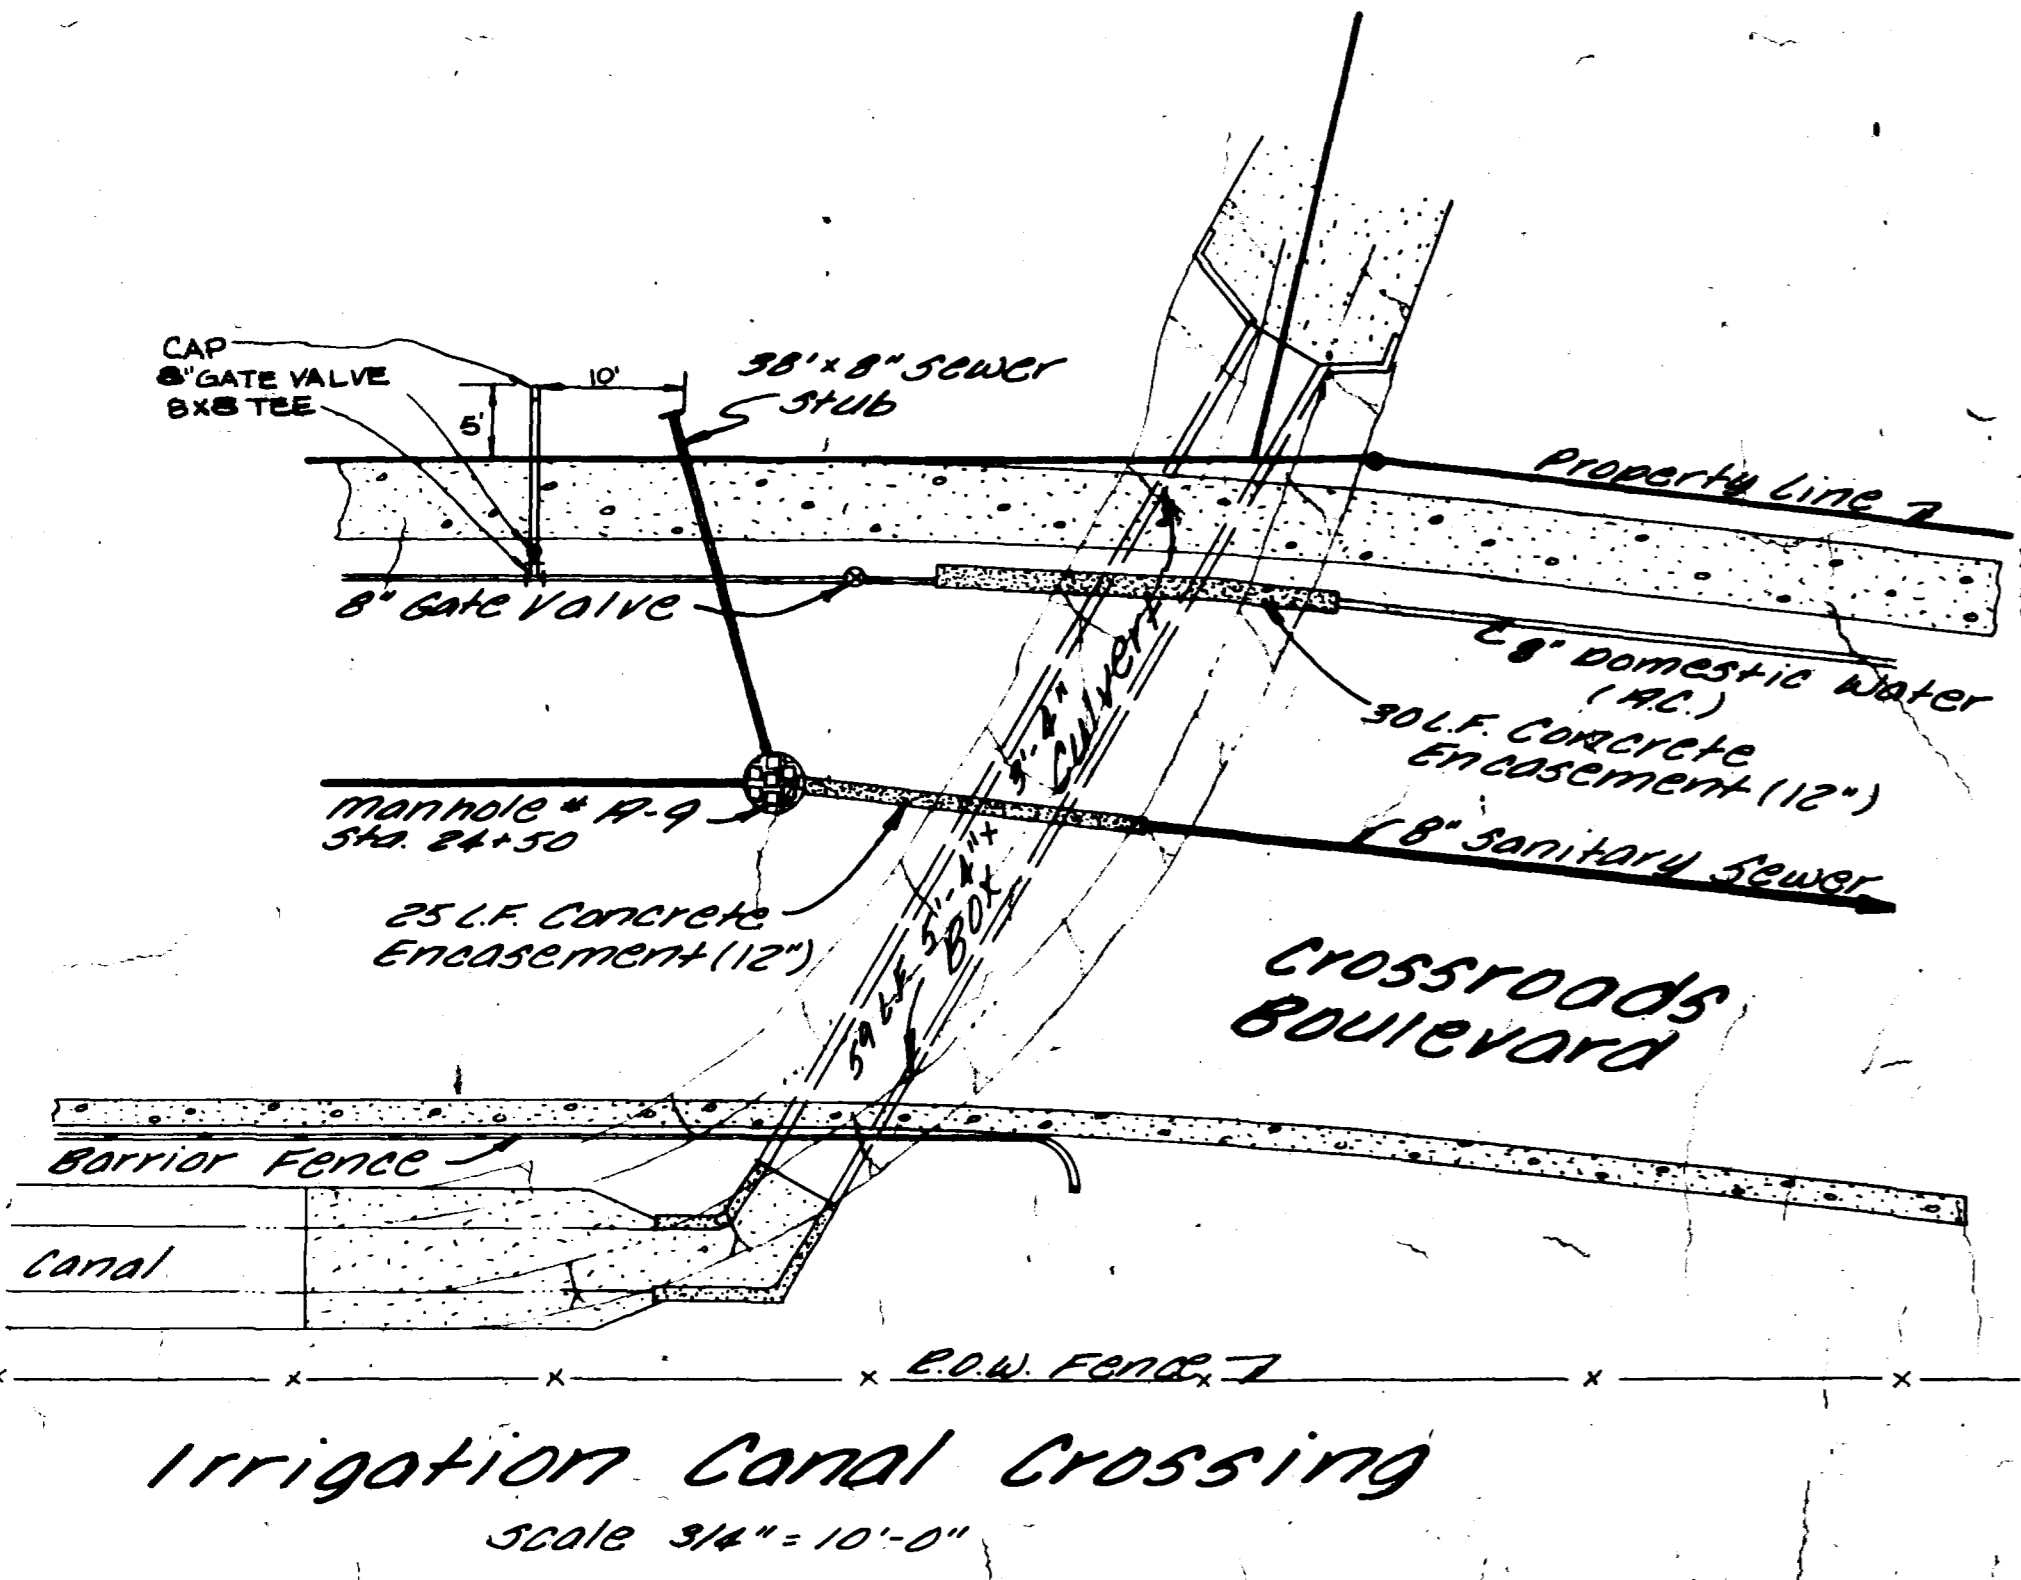 CAP
8" GATE VALVE
8X8 TEE
10'
5'
38' x 8" Sewer
Stub
Property Line
8" Gate Valve
8" Domestic Water
(A.C.)
30 L.F. Concrete
Encasement (12")
Manhole # A-9
Sta. 24+50
8" Sanitary Sewer
25 L.F. Concrete
Encasement (12")
59 L.F. 5'-4" x
BOX
Culvert
Crossroads
Boulevard
Barrior Fence
Canal
R.O.W. Fence
Irrigation Canal Crossing
Scale 3/4" = 10'-0"